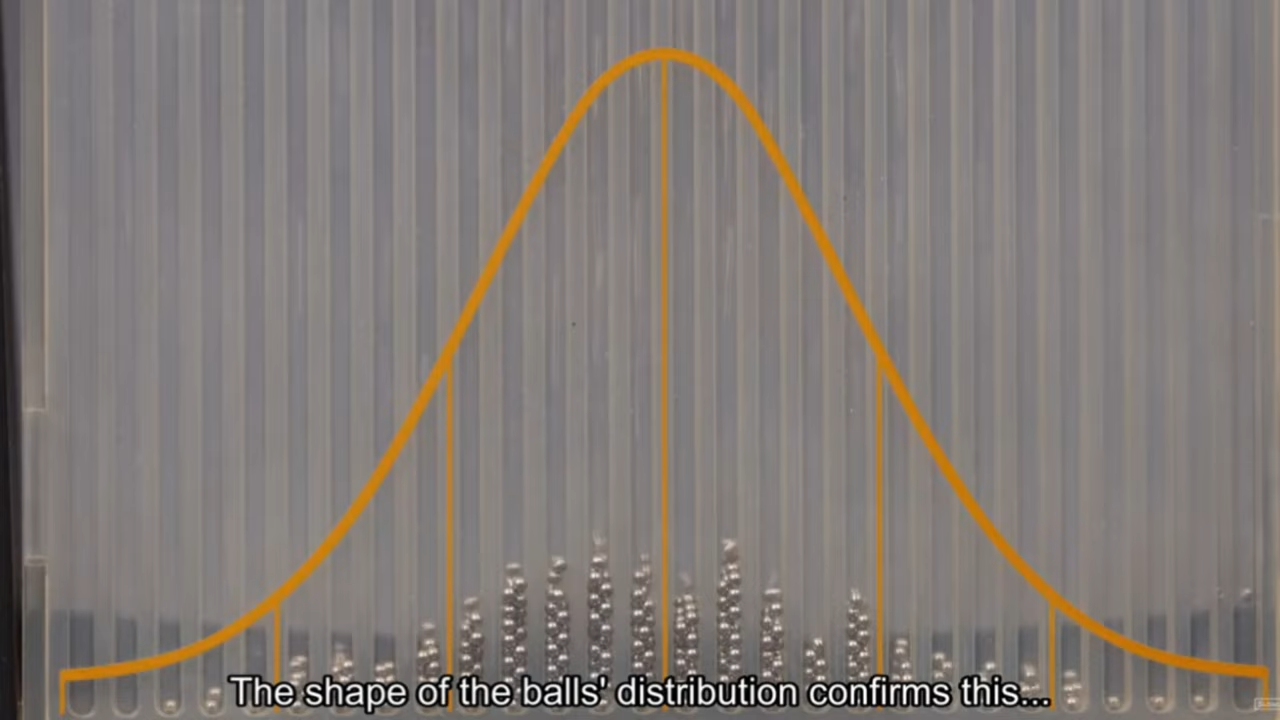 The shape of the balls' distribution confirms this...